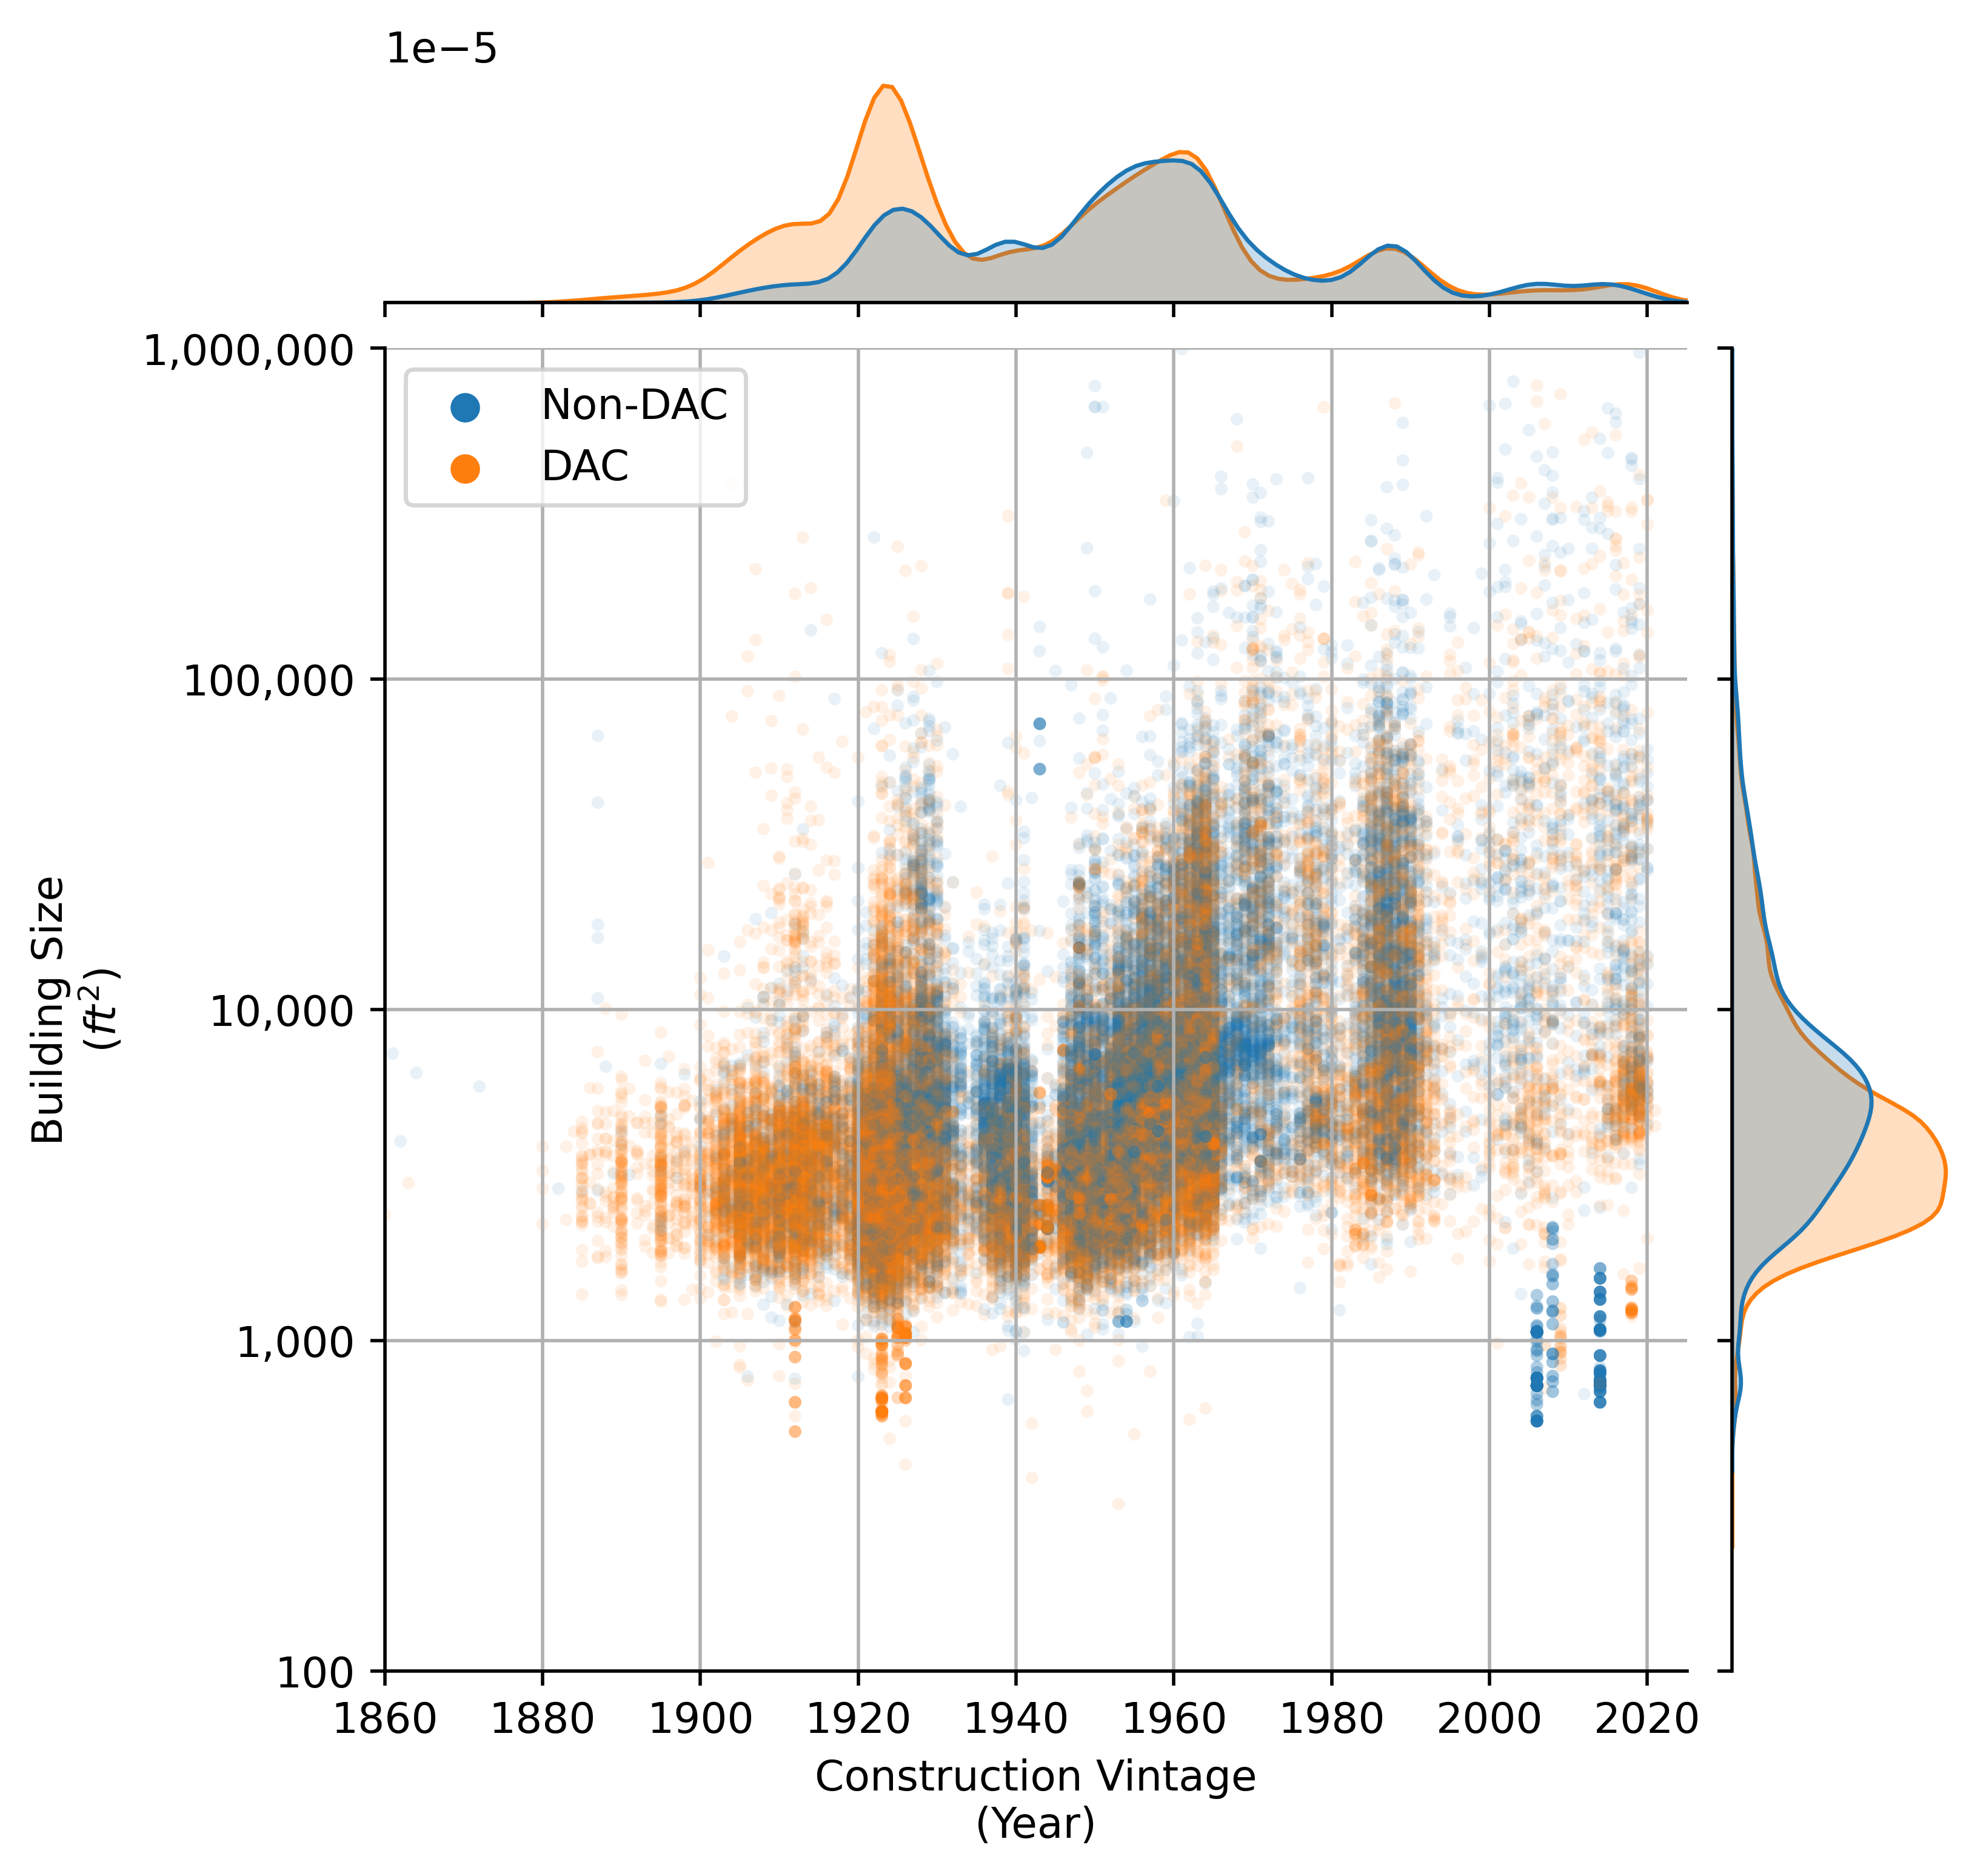 1e−5
1,000,000
100,000
10,000
1,000
100
Building Size
(ft²)
Non-DAC
DAC
1860 1880 1900 1920 1940 1960 1980 2000 2020
Construction Vintage
(Year)